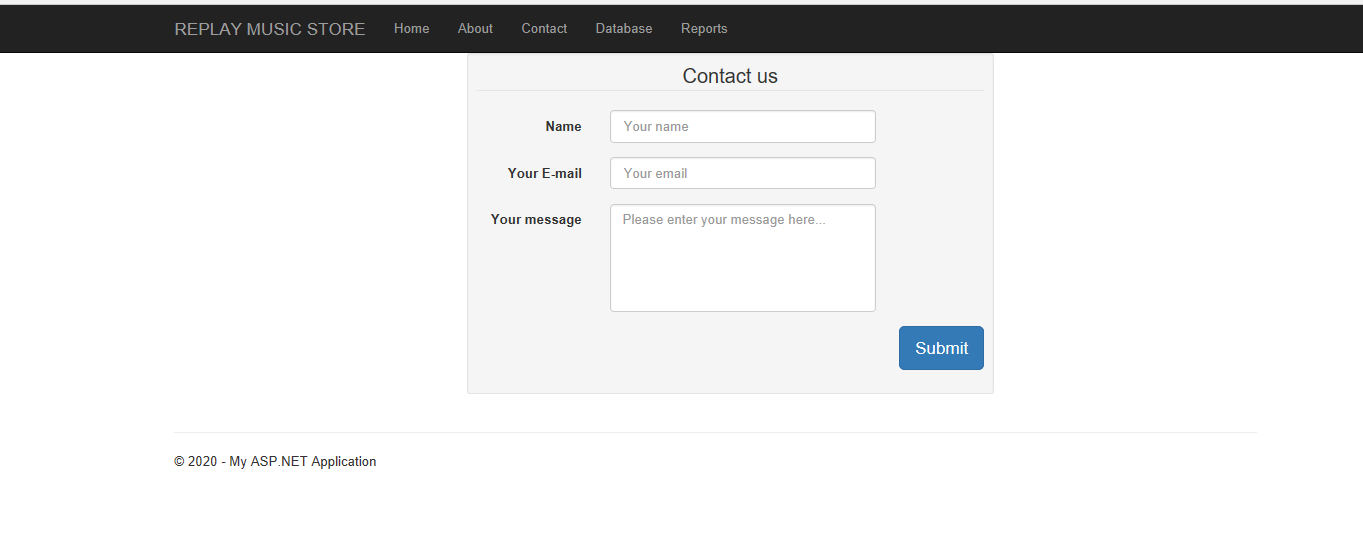 REPLAY MUSIC STORE Home About Contact Database Reports
Contact us
Name Your name
Your E-mail Your email
Your message Please enter your message here...
Submit
© 2020 - My ASP.NET Application